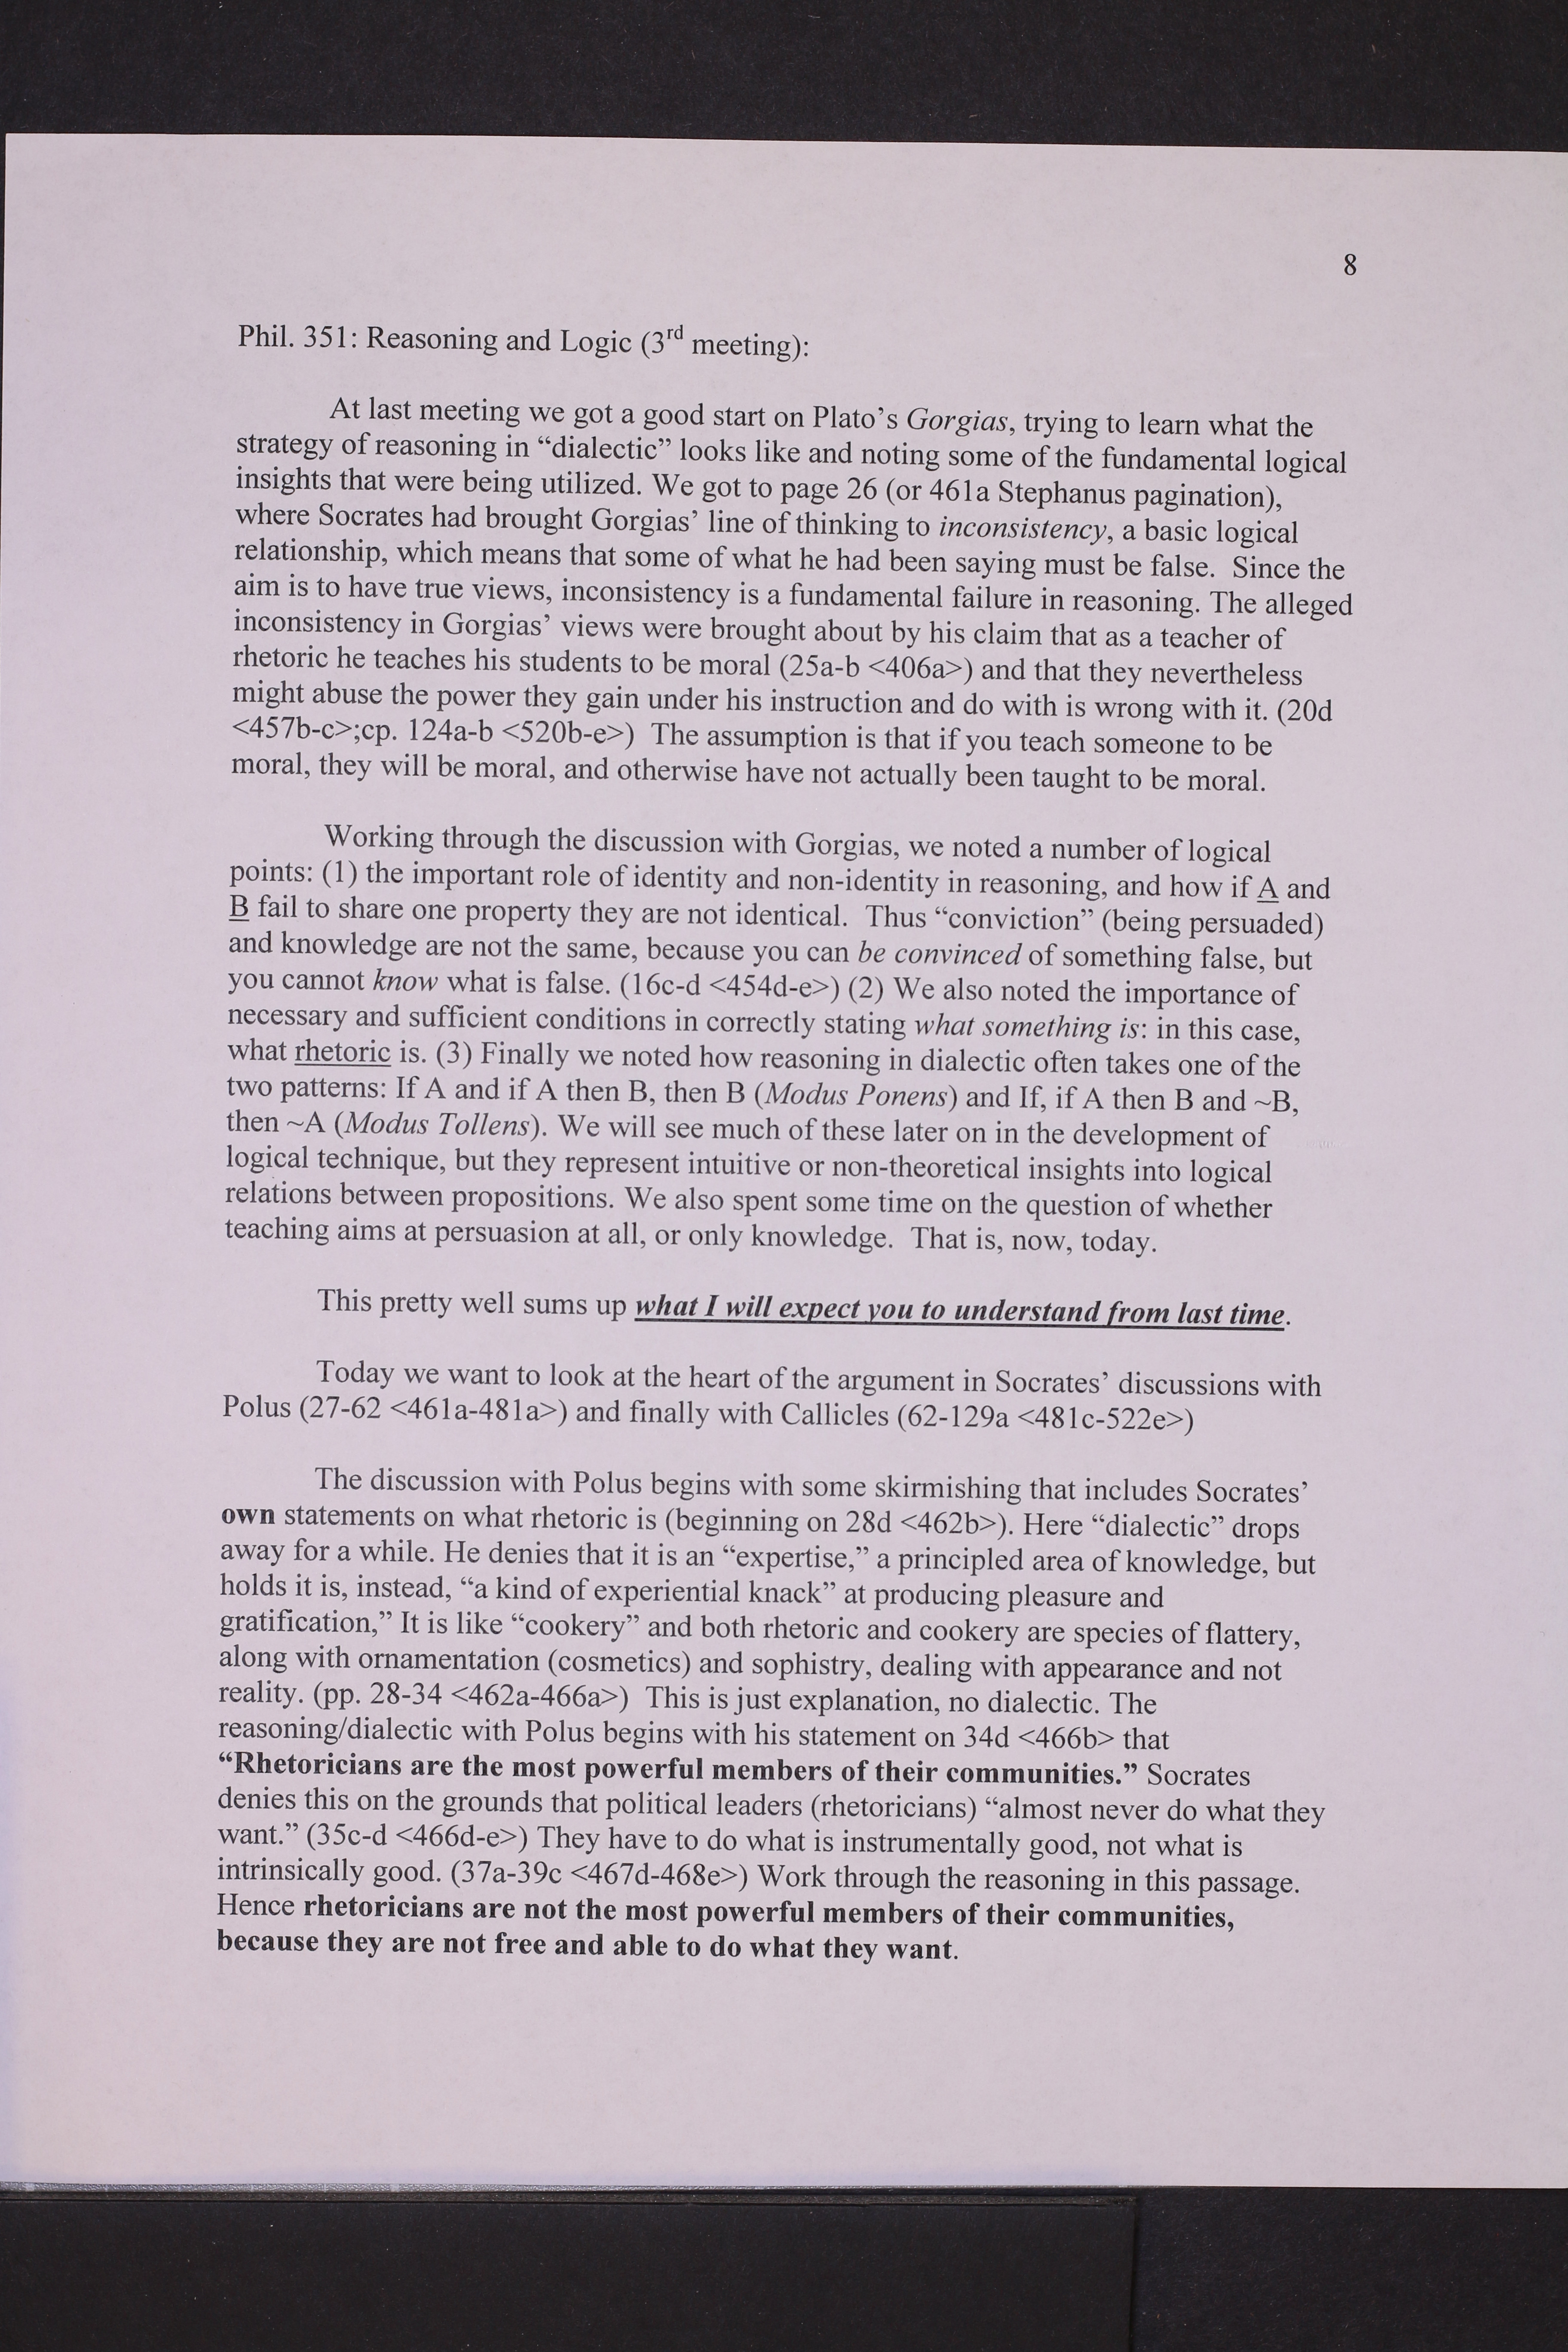 8
Phil. 351: Reasoning and Logic (3rd meeting):
At last meeting we got a good start on Plato’s Gorgias, trying to learn what the
strategy of reasoning in “dialectic” looks like and noting some of the fundamental logical
insights that were being utilized. We got to page 26 (or 461a Stephanus pagination),
where Socrates had brought Gorgias’ line of thinking to inconsistency, a basic logical
relationship, which means that some of what he had been saying must be false.  Since the
aim is to have true views, inconsistency is a fundamental failure in reasoning. The alleged
inconsistency in Gorgias’ views were brought about by his claim that as a teacher of
rhetoric he teaches his students to be moral (25a-b <406a>) and that they nevertheless
might abuse the power they gain under his instruction and do with is wrong with it. (20d
<457b-c>;cp. 124a-b <520b-e>)  The assumption is that if you teach someone to be
moral, they will be moral, and otherwise have not actually been taught to be moral.
Working through the discussion with Gorgias, we noted a number of logical
points: (1) the important role of identity and non-identity in reasoning, and how if A and
B fail to share one property they are not identical.  Thus “conviction” (being persuaded)
and knowledge are not the same, because you can be convinced of something false, but
you cannot know what is false. (16c-d <454d-e>) (2) We also noted the importance of
necessary and sufficient conditions in correctly stating what something is: in this case,
what rhetoric is. (3) Finally we noted how reasoning in dialectic often takes one of the
two patterns: If A and if A then B, then B (Modus Ponens) and If, if A then B and ~B,
then ~A (Modus Tollens). We will see much of these later on in the development of
logical technique, but they represent intuitive or non-theoretical insights into logical
relations between propositions. We also spent some time on the question of whether
teaching aims at persuasion at all, or only knowledge.  That is, now, today.
This pretty well sums up what I will expect you to understand from last time.
Today we want to look at the heart of the argument in Socrates’ discussions with
Polus (27-62 <461a-481a>) and finally with Callicles (62-129a <481c-522e>)
The discussion with Polus begins with some skirmishing that includes Socrates’
own statements on what rhetoric is (beginning on 28d <462b>). Here “dialectic” drops
away for a while. He denies that it is an “expertise,” a principled area of knowledge, but
holds it is, instead, “a kind of experiential knack” at producing pleasure and
gratification,” It is like “cookery” and both rhetoric and cookery are species of flattery,
along with ornamentation (cosmetics) and sophistry, dealing with appearance and not
reality. (pp. 28-34 <462a-466a>)  This is just explanation, no dialectic. The
reasoning/dialectic with Polus begins with his statement on 34d <466b> that
“Rhetoricians are the most powerful members of their communities.” Socrates
denies this on the grounds that political leaders (rhetoricians) “almost never do what they
want.” (35c-d <466d-e>) They have to do what is instrumentally good, not what is
intrinsically good. (37a-39c <467d-468e>) Work through the reasoning in this passage.
Hence rhetoricians are not the most powerful members of their communities,
because they are not free and able to do what they want.